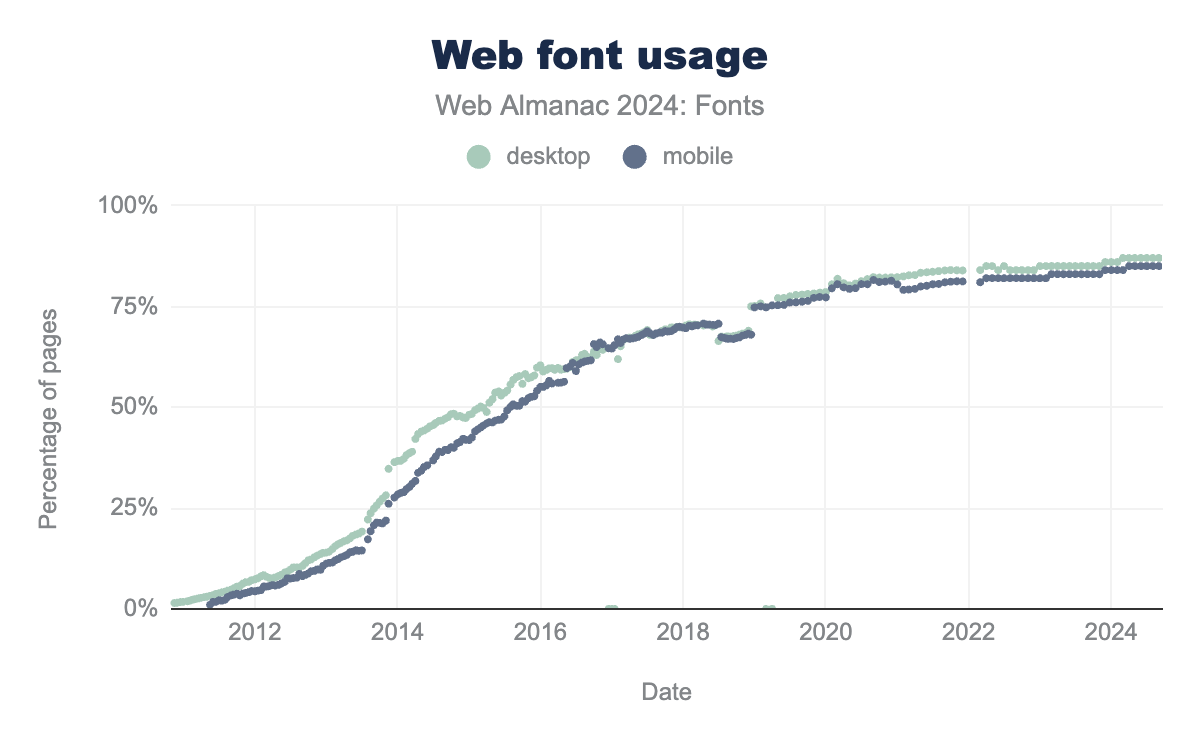 Web font usage
Web Almanac 2024: Fonts
desktop mobile
100%
75%
50%
25%
0%
Percentage of pages
2012 2014 2016 2018 2020 2022 2024
Date